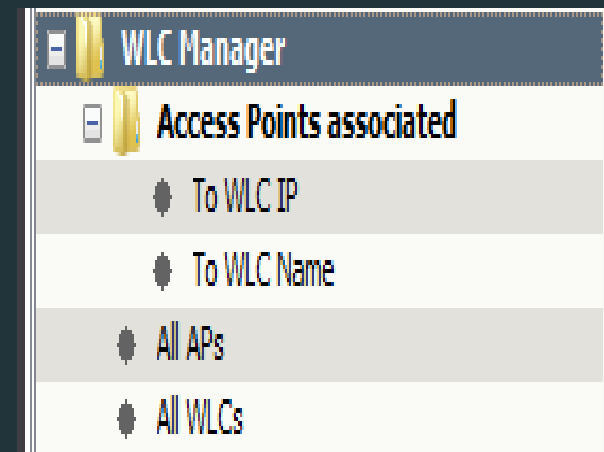 WLC Manager
Access Points associated
To WLC IP
To WLC Name
All APs
All WLCs